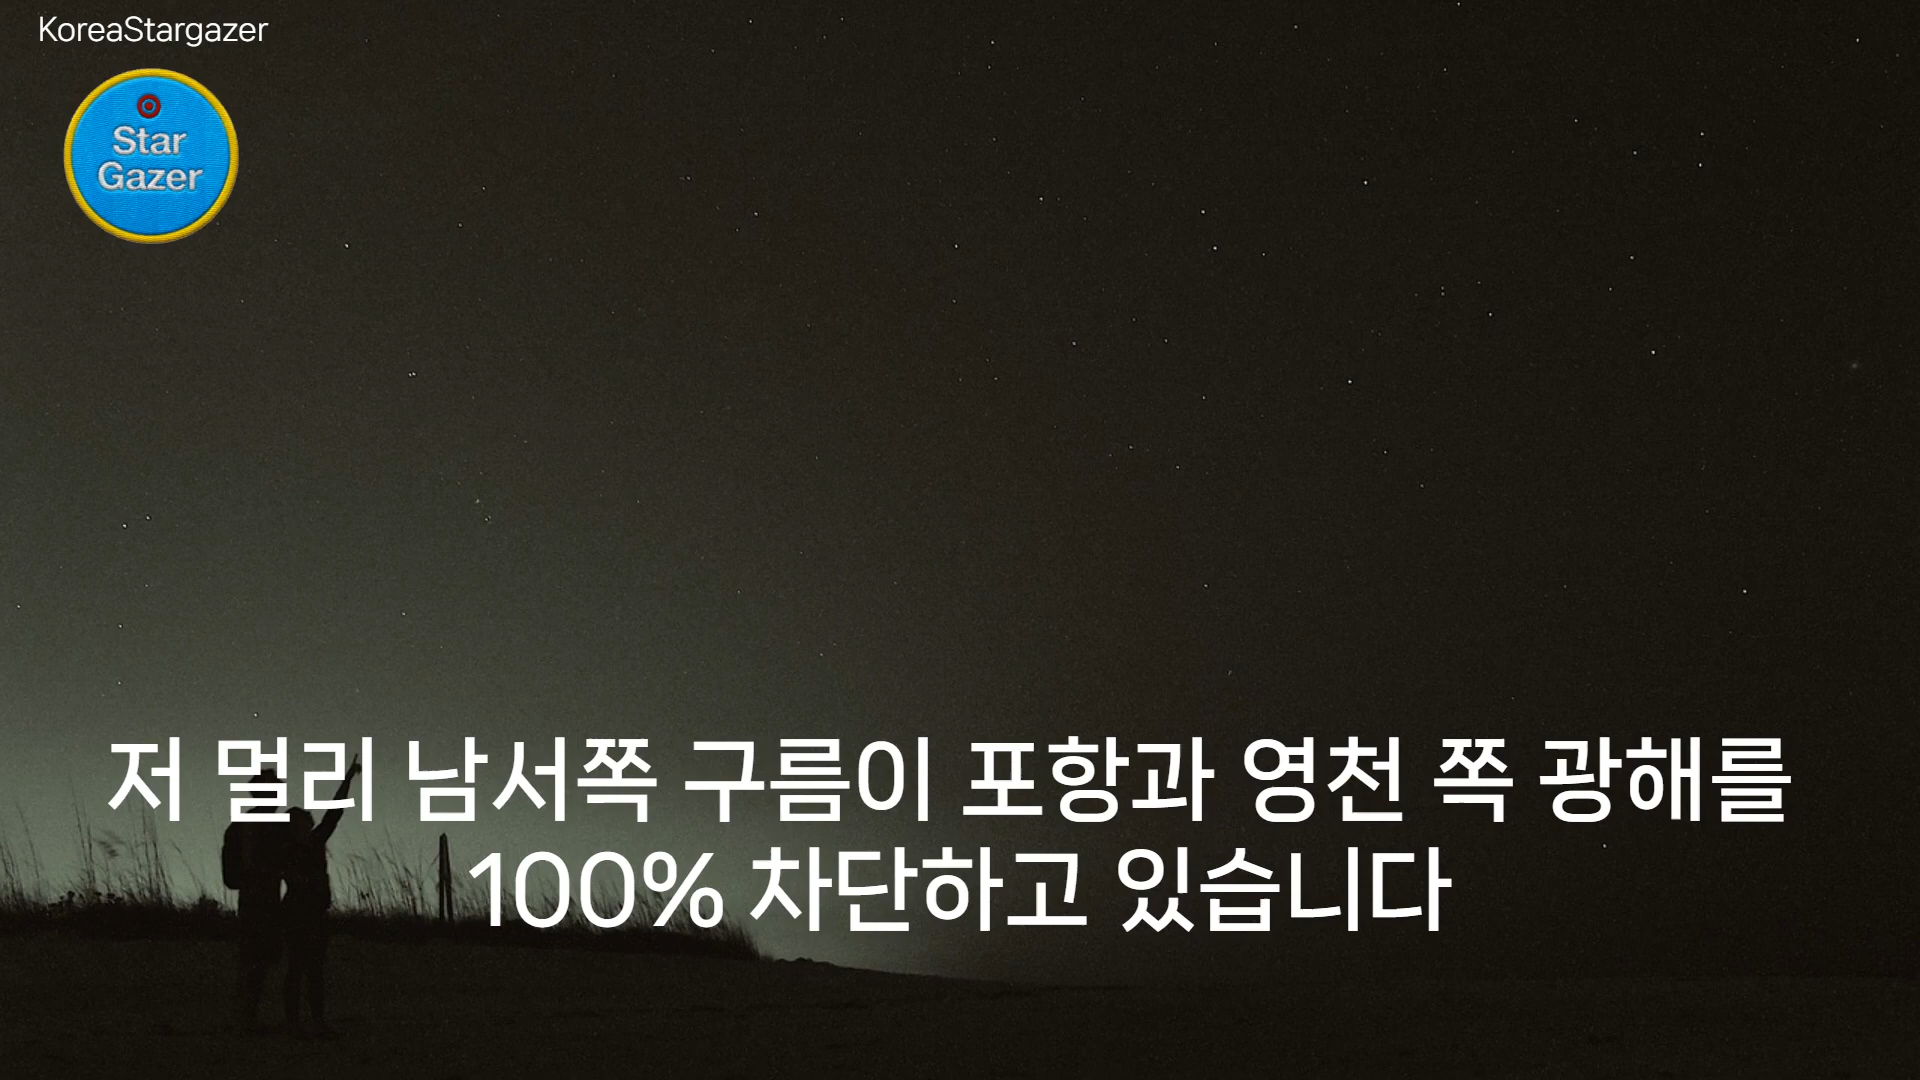 KoreaStargazer
Star
Gazer
저 멀리 남서쪽 구름이 포항과 영천 쪽 광해를
100% 차단하고 있습니다